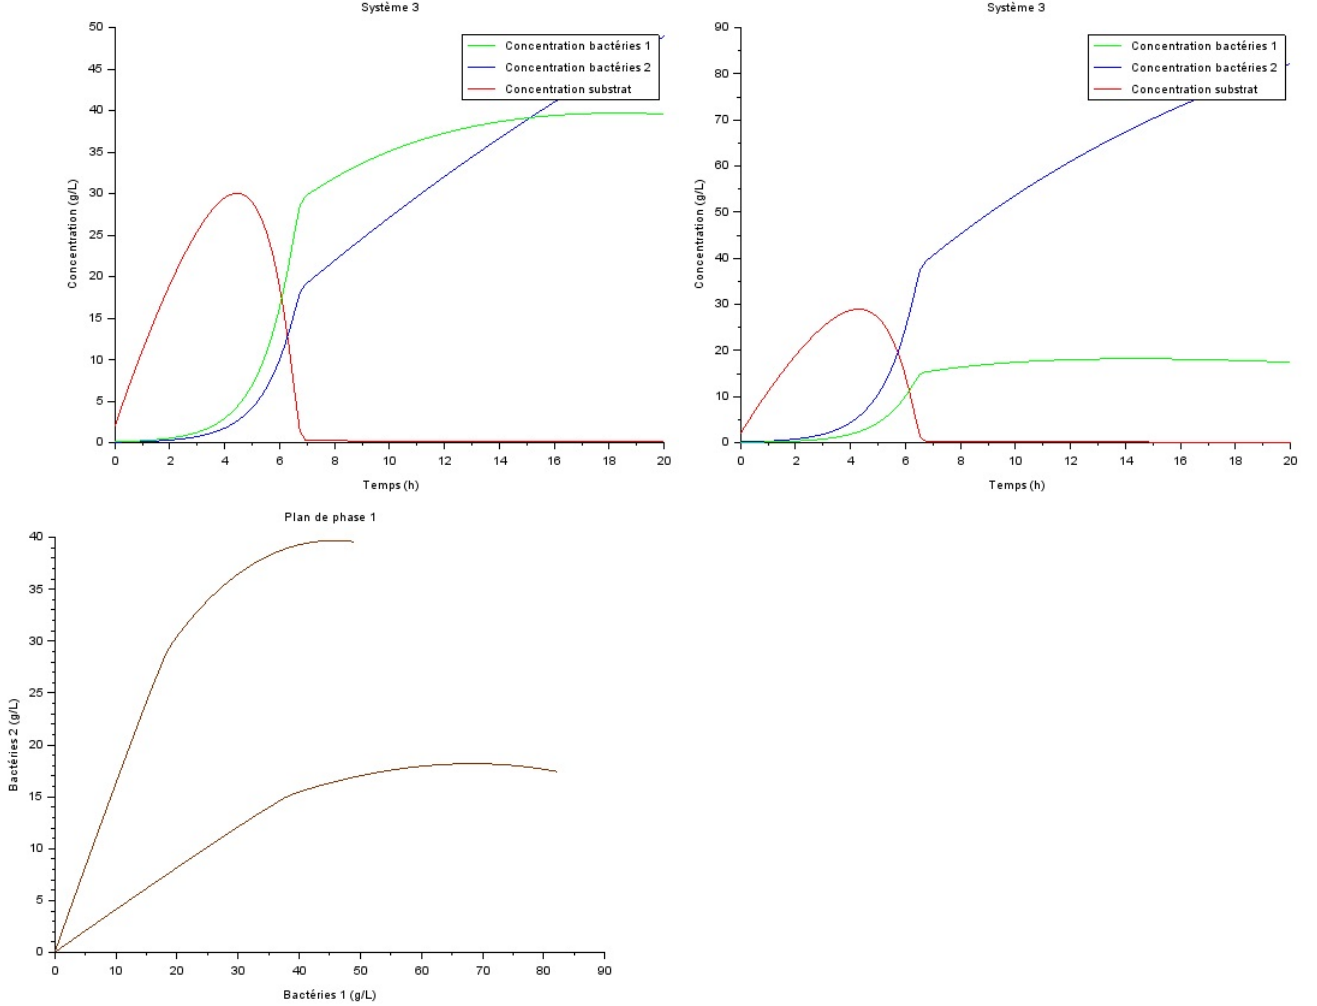 Système 3
50
45
40
35
30
25
20
15
10
5
0
Concentration (g/L)
Concentration bactéries 1
Concentration bactéries 2
Concentration substrat
0 2 4 6 8 10 12 14 16 18 20
Temps (h)
Système 3
90
80
70
60
50
40
30
20
10
0
Concentration (g/L)
Concentration bactéries 1
Concentration bactéries 2
Concentration substrat
0 2 4 6 8 10 12 14 16 18 20
Temps (h)
Plan de phase 1
40
35
30
25
20
15
10
5
0
Bactéries 2 (g/L)
0 10 20 30 40 50 60 70 80 90
Bactéries 1 (g/L)